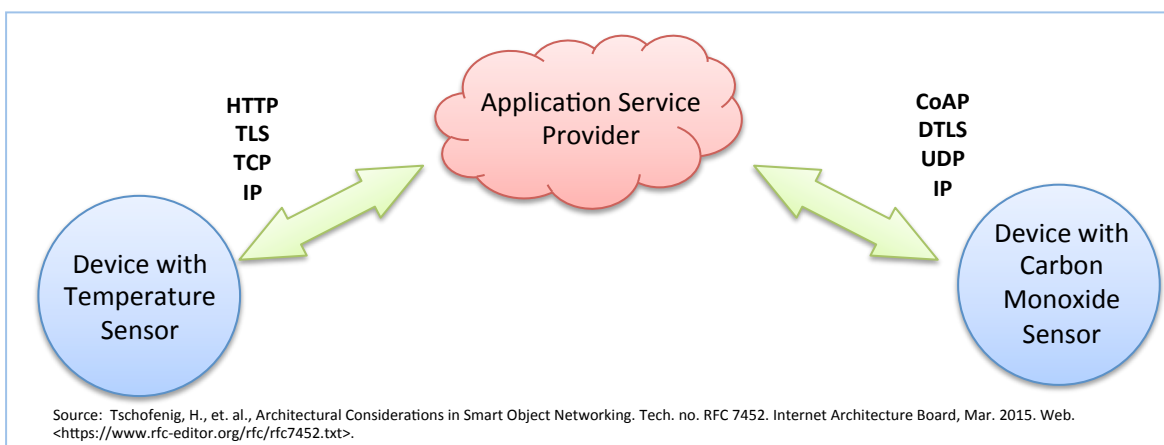 HTTP
TLS
TCP
IP
Application Service
Provider
CoAP
DTLS
UDP
IP
Device with
Temperature
Sensor
Device with
Carbon
Monoxide
Sensor
Source: Tschofenig, H., et. al., Architectural Considerations in Smart Object Networking. Tech. no. RFC 7452. Internet Architecture Board, Mar. 2015. Web.
<https://www.rfc-editor.org/rfc/rfc7452.txt>.